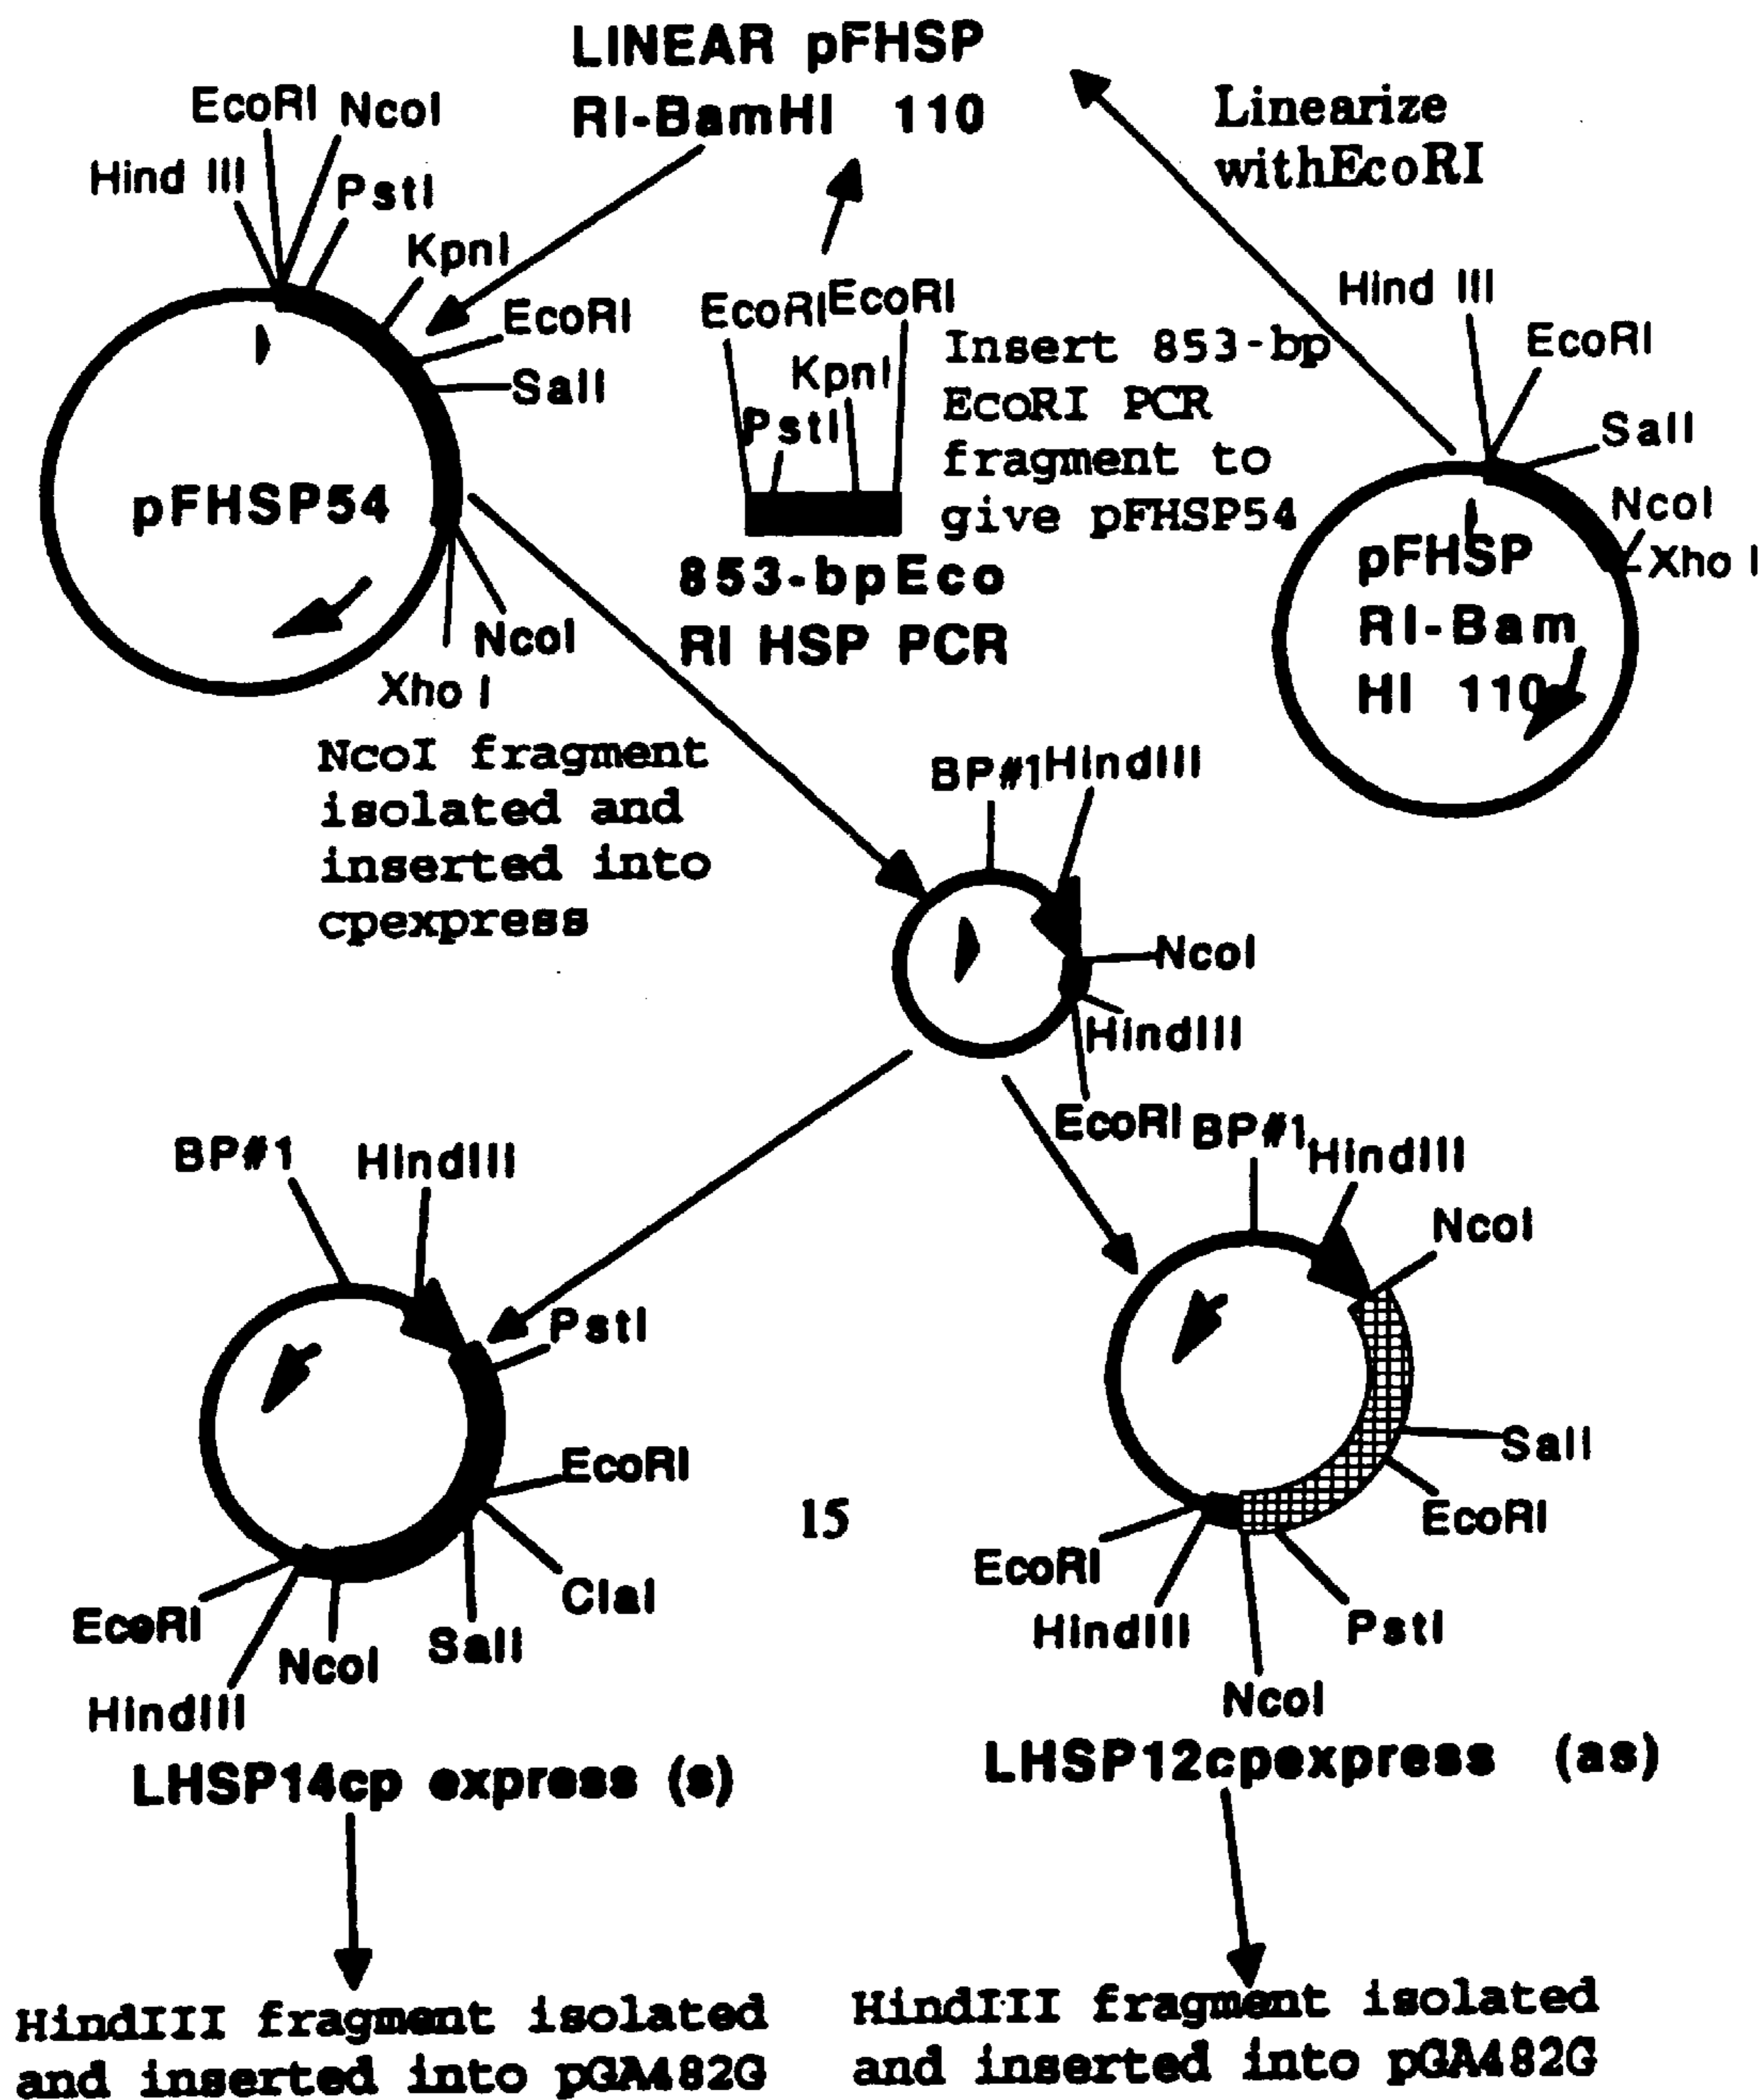 LINEAR pFHSP
RI-BamHI 110
Linearize
withEcoRI
EcoRI
NcoI
Hind III
PstI
KpnI
EcoRI
SalI
pFHSP54
NcoI
Xho I
EcoRI
EcoRI
KpnI
PstI
853-bpEco
RI HSP PCR
Insert 853-bp
EcoRI PCR
fragment to
give pFHSP54
Hind III
EcoRI
SalI
NcoI
Xho I
pFHSP
RI-Bam
HI 110
NcoI fragment
isolated and
inserted into
cpexpress
BP#1
HindIII
NcoI
HindIII
EcoRI
BP#1
HindIII
PstI
EcoRI
ClaI
SalI
NcoI
HindIII
EcoRI
LHSP14cp express (s)
15
BP#1
HindIII
NcoI
SalI
EcoRI
PstI
NcoI
HindIII
EcoRI
LHSP12cpexpress (as)
HindIII fragment isolated
and inserted into pGA482G
HindIII fragment isolated
and inserted into pGA482G